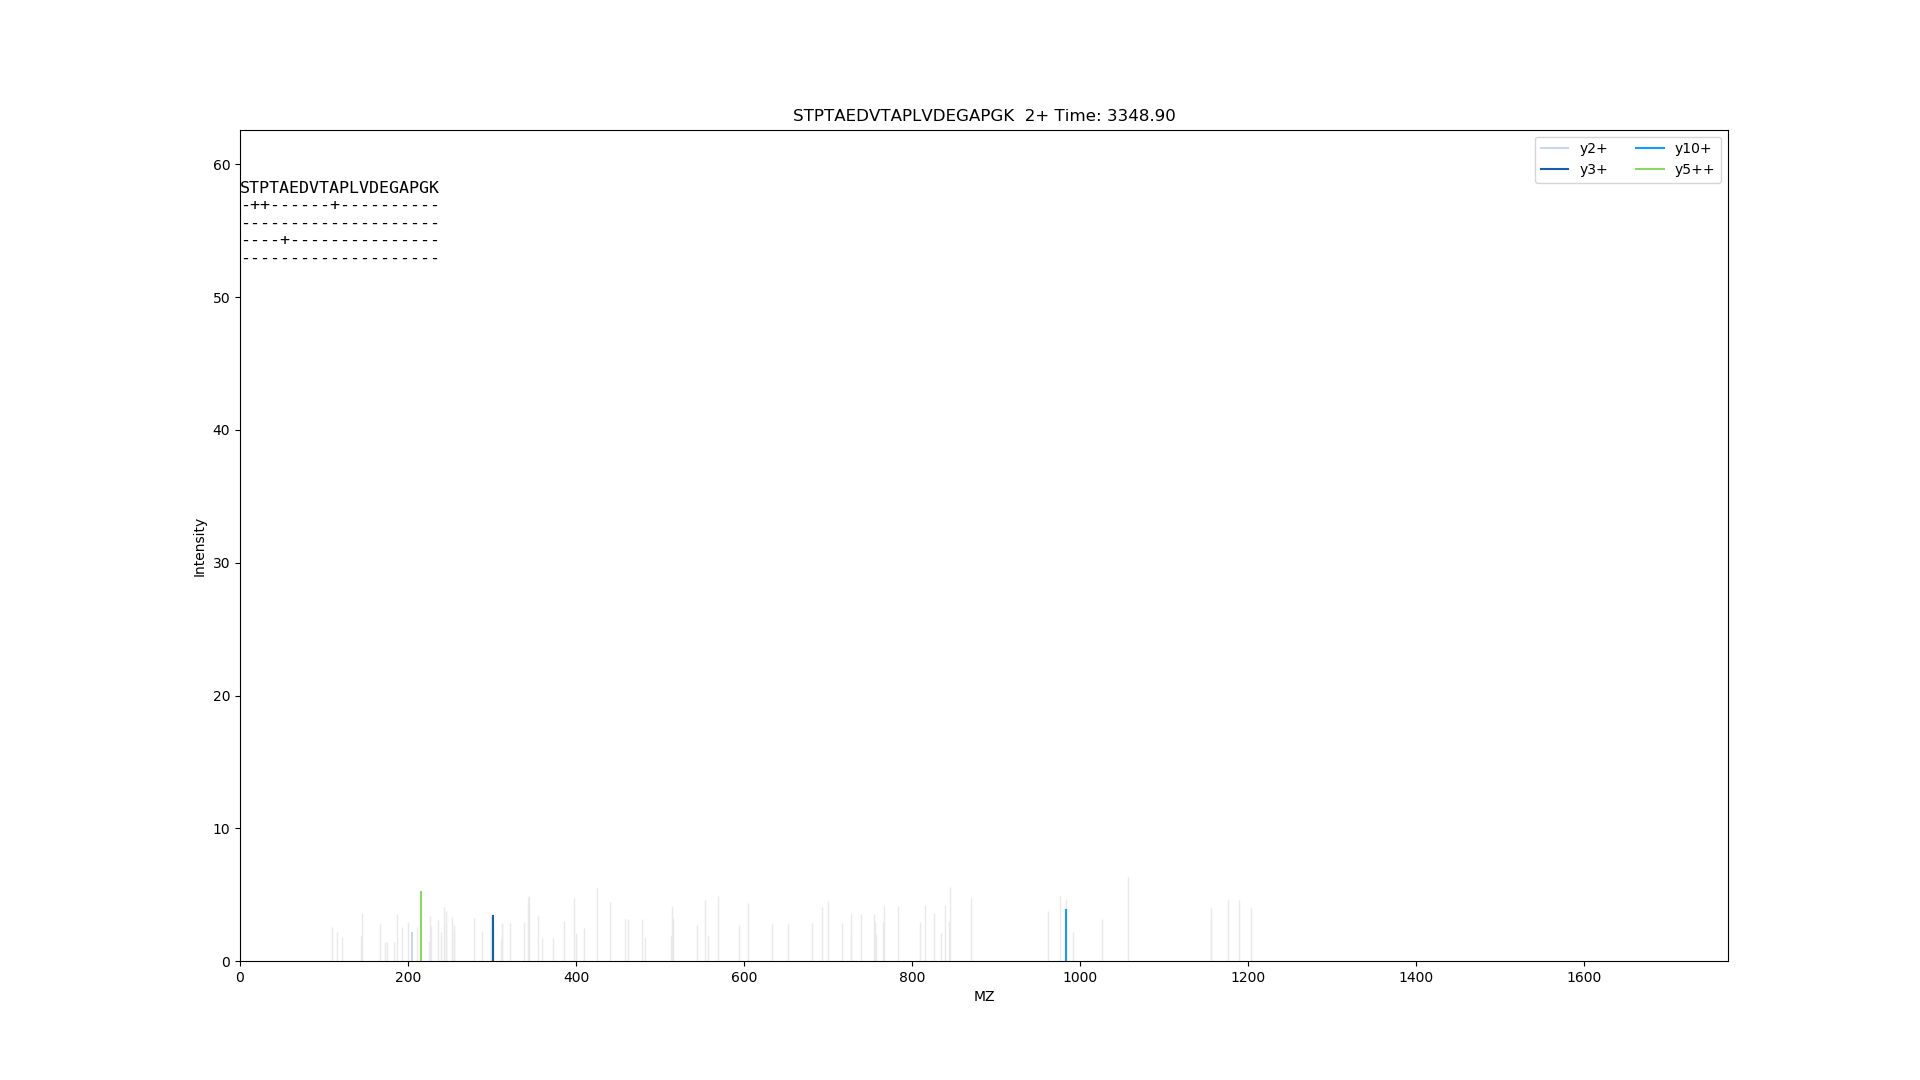 STPTAEDVTAPLVDEGAPGK 2+ Time: 3348.90
y2+ y10+
y3+ y5++
STPTAEDVTAPLVDEGAPGK
-++------+----------
--------------------
----+---------------
--------------------
60
50
40
30
20
10
0
Intensity
0 200 400 600 800 1000 1200 1400 1600
MZ